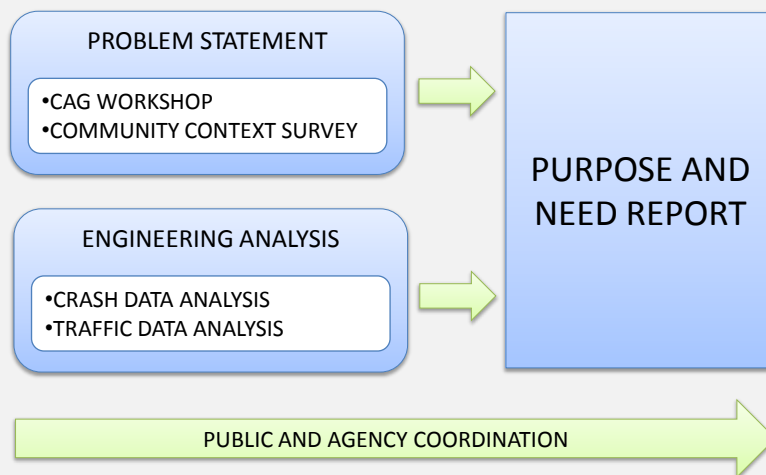 PROBLEM STATEMENT
•CAG WORKSHOP
•COMMUNITY CONTEXT SURVEY
ENGINEERING ANALYSIS
•CRASH DATA ANALYSIS
•TRAFFIC DATA ANALYSIS
PURPOSE AND
NEED REPORT
PUBLIC AND AGENCY COORDINATION